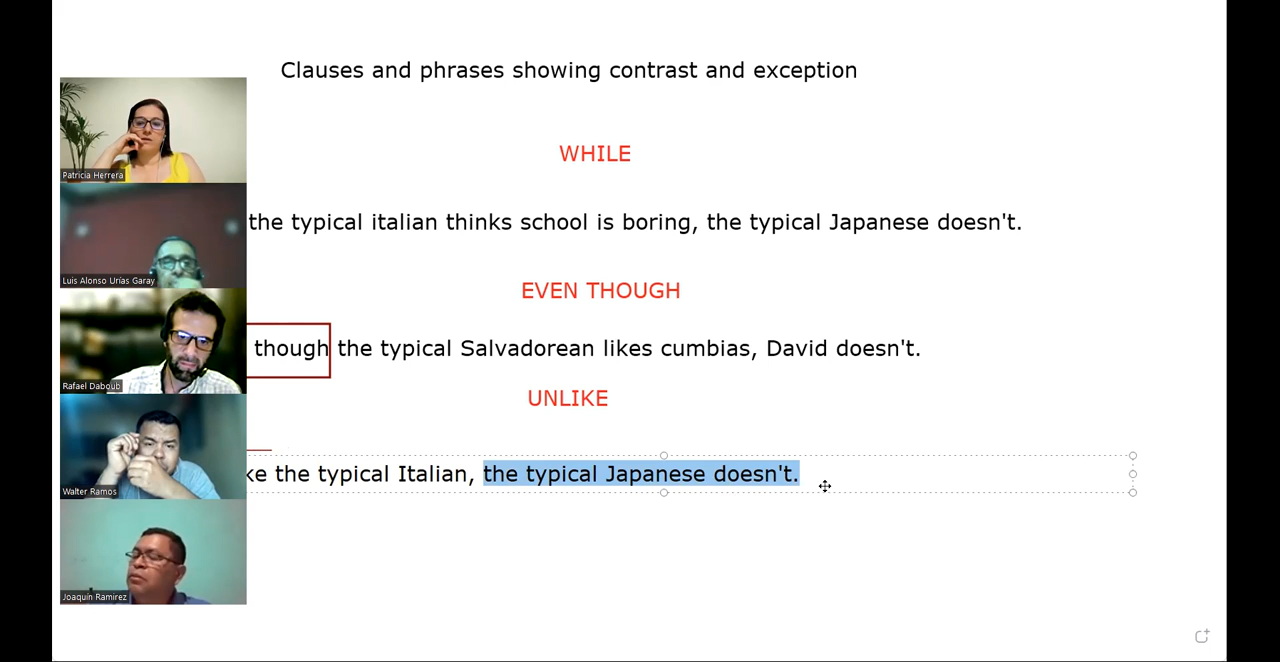 Clauses and phrases showing contrast and exception
Patricia Herrera
WHILE
the typical italian thinks school is boring, the typical Japanese doesn't.
Luis Alonso Urías Garay
EVEN THOUGH
though the typical Salvadorean likes cumbias, David doesn't.
Rafael Daboub
UNLIKE
ke the typical Italian, the typical Japanese doesn't.
Walter Ramos
Joaquín Ramirez